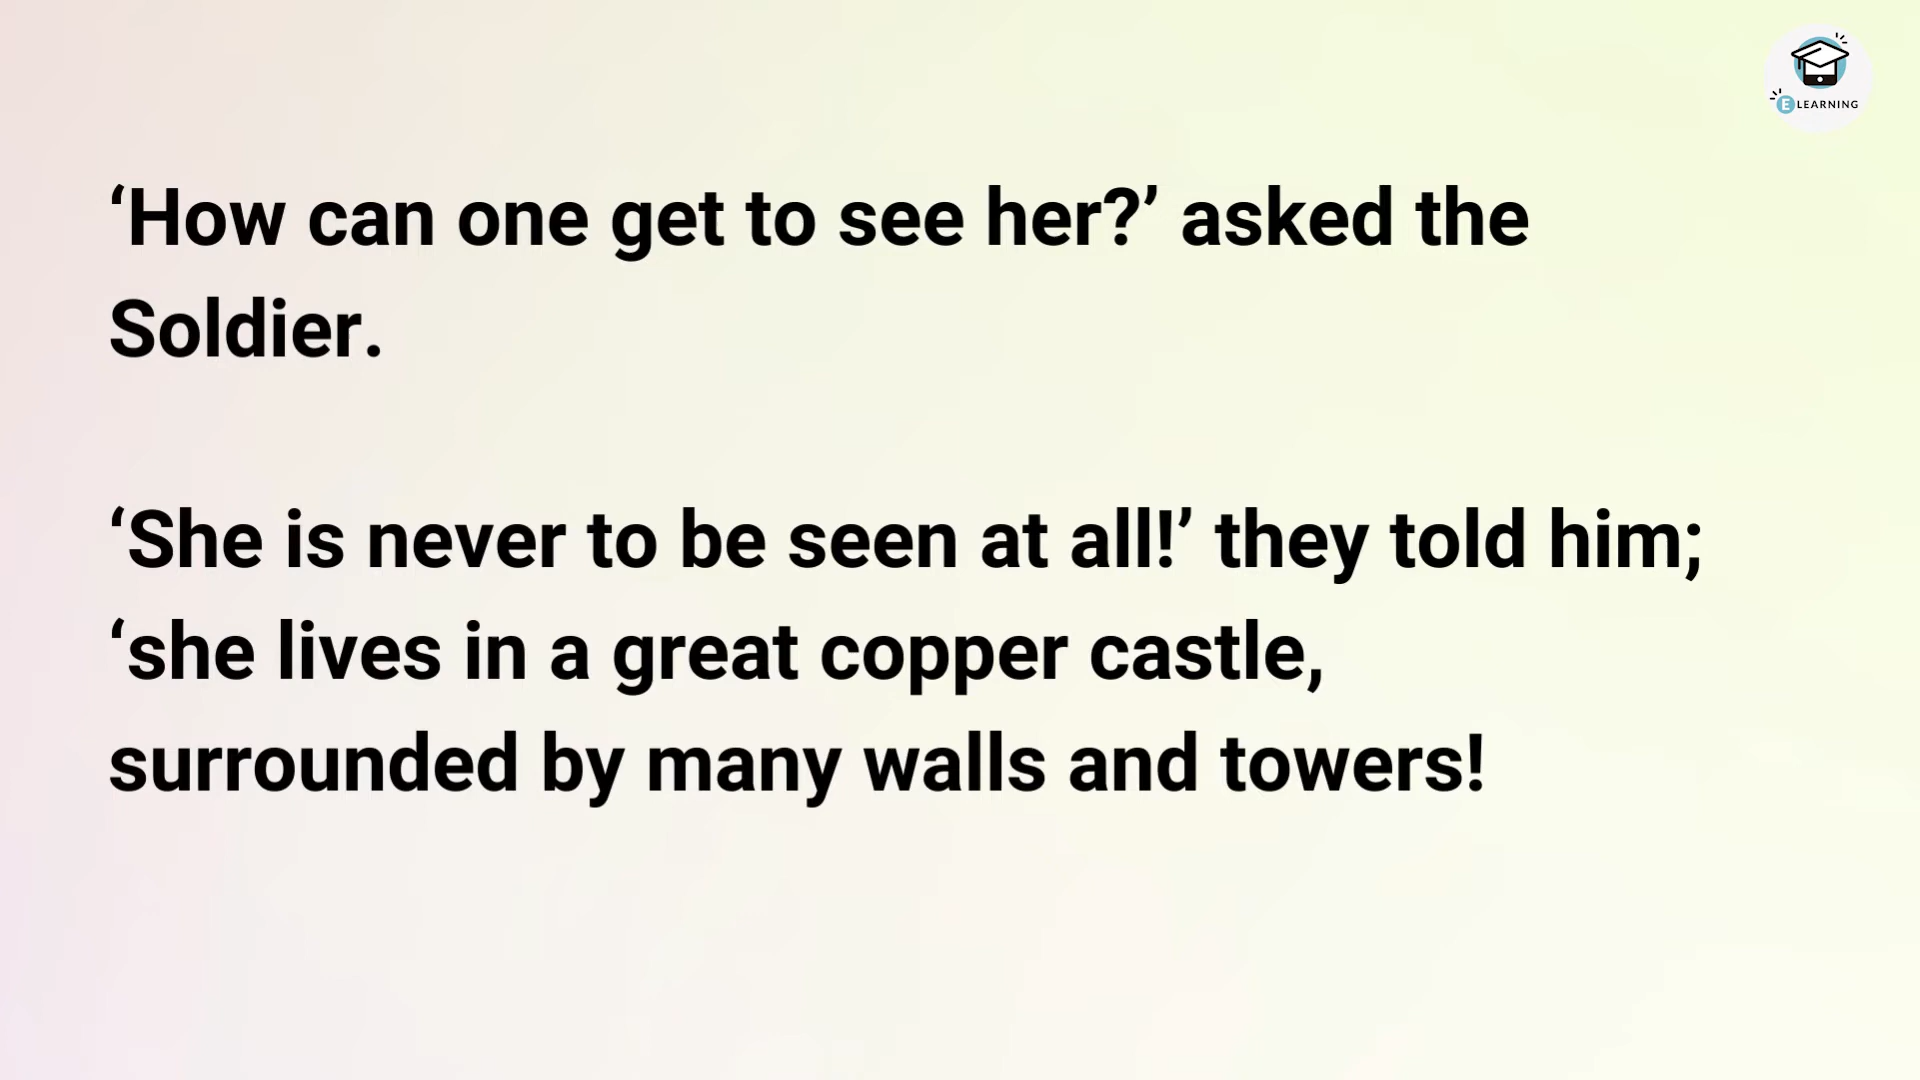 E LEARNING
‘How can one get to see her?’ asked the
Soldier.
‘She is never to be seen at all!’ they told him;
‘she lives in a great copper castle,
surrounded by many walls and towers!